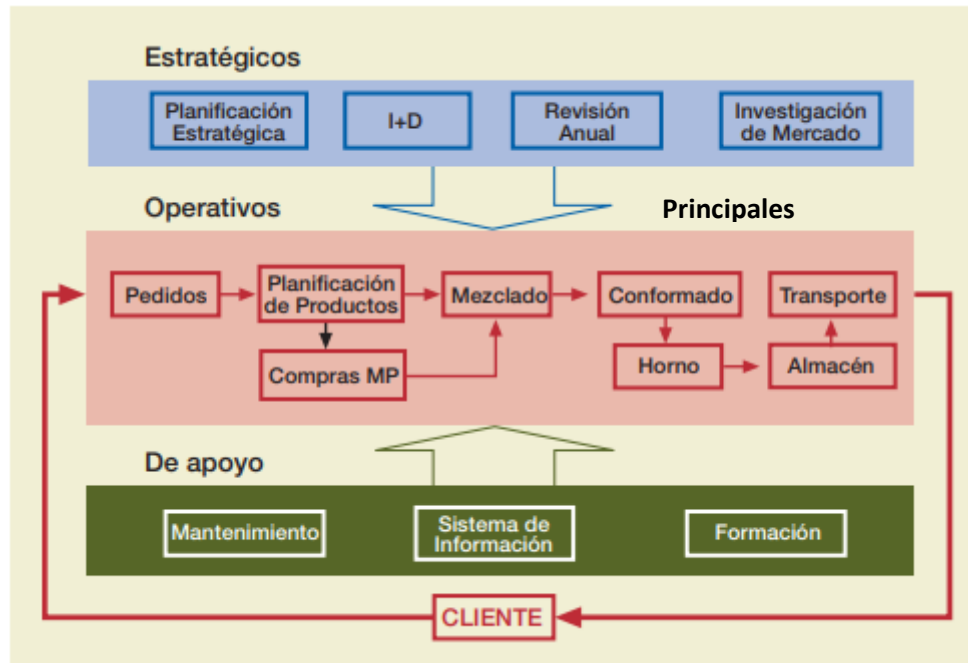 Estratégicos
Planificación
Estratégica
I+D
Revisión
Anual
Investigación
de Mercado
Operativos
Principales
Pedidos
Planificación
de Productos
Mezclado
Conformado
Transporte
Compras MP
Horno
Almacén
De apoyo
Mantenimiento
Sistema de
Información
Formación
CLIENTE